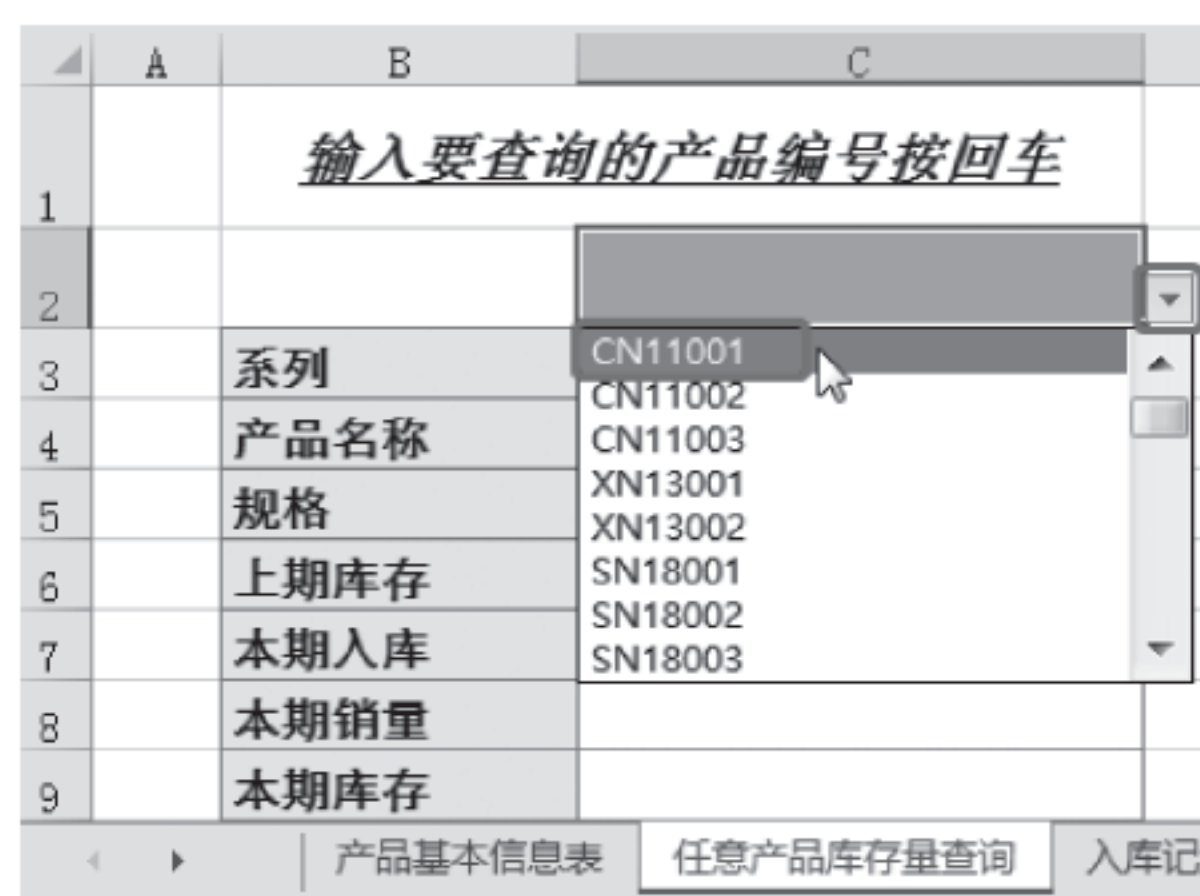 A B C
1 输入要查询的产品编号按回车
2
CN11001
3 系列
CN11002
4 产品名称 CN11003
5 规格 XN13001
XN13002
6 上期库存 SN18001
SN18002
7 本期入库 SN18003
8 本期销量
9 本期库存
产品基本信息表 任意产品库存量查询 入库记